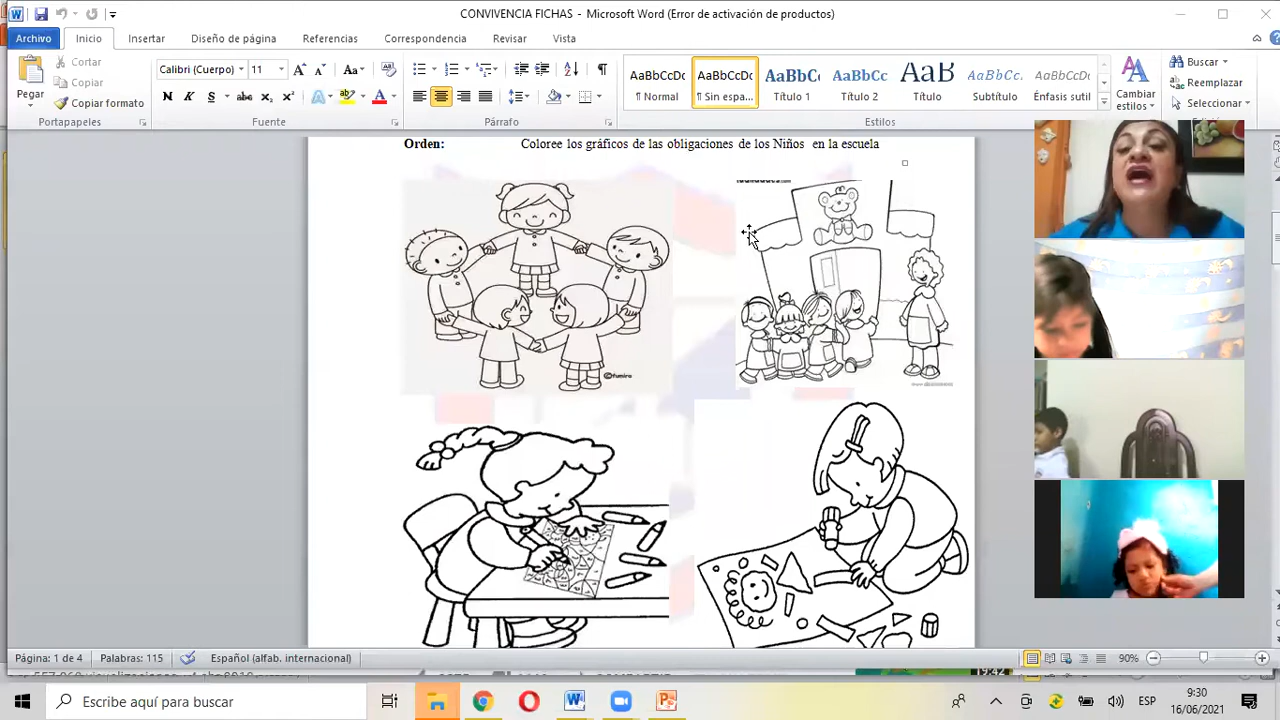 CONVIVENCIA FICHAS - Microsoft Word (Error de activación de productos)
Archivo Inicio Insertar Diseño de página Referencias Correspondencia Revisar Vista
Pegar
Cortar
Copiar
Copiar formato
Portapapeles
Calibri (Cuerpo) 11
Fuente
Párrafo
AaBbCcDc AaBbCcDc AaBbCc AaBbCc AaB AaBbCcDc AaBbCcDc
¶ Normal ¶ Sin espa... Título 1 Título 2 Título Subtítulo Énfasis sutil
Estilos
Cambiar estilos
Buscar
Reemplazar
Seleccionar
Orden: Coloree los gráficos de las obligaciones de los Niños en la escuela
©fumira
Página: 1 de 4 Palabras: 115 Español (alfab. internacional) 90%
19:42
Escribe aquí para buscar
ESP
9:30
16/06/2021